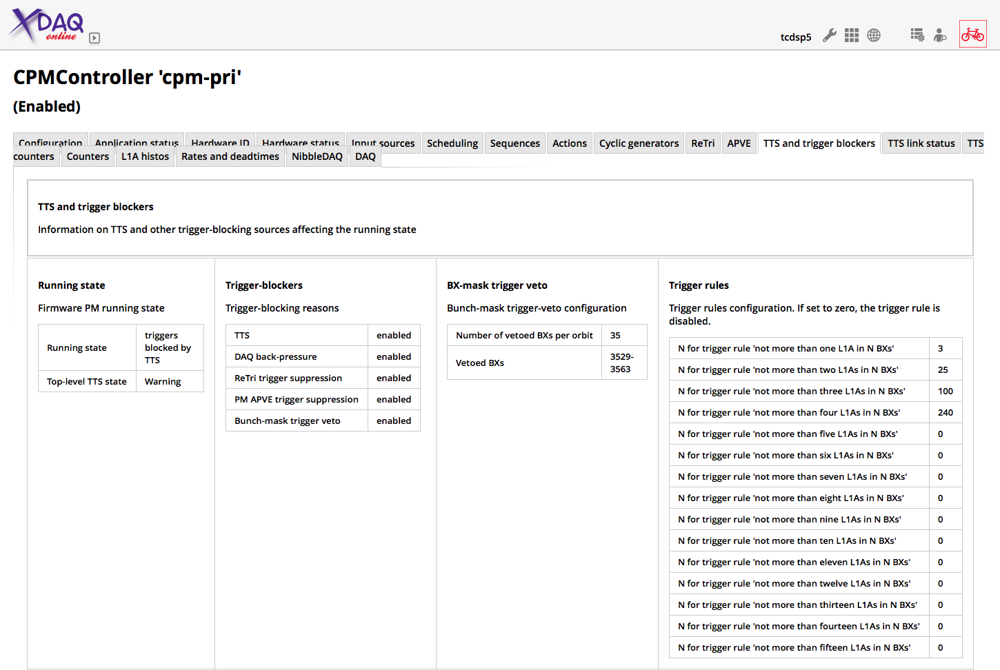 XDAQ
online
tcdsp5
CPMController 'cpm-pri'
(Enabled)
Configuration Application status Hardware ID Hardware status Input sources Scheduling Sequences Actions Cyclic generators ReTri APVE TTS and trigger blockers TTS link status TTS
counters Counters L1A histos Rates and deadtimes NibbleDAQ DAQ
TTS and trigger blockers
Information on TTS and other trigger-blocking sources affecting the running state
Running state
Firmware PM running state
Running state triggers
blocked by
TTS
Top-level TTS state Warning
Trigger-blockers
Trigger-blocking reasons
TTS enabled
DAQ back-pressure enabled
ReTri trigger suppression enabled
PM APVE trigger suppression enabled
Bunch-mask trigger veto enabled
BX-mask trigger veto
Bunch-mask trigger-veto configuration
Number of vetoed BXs per orbit 35
Vetoed BXs 3529-
3563
Trigger rules
Trigger rules configuration. If set to zero, the trigger rule is
disabled.
N for trigger rule 'not more than one L1A in N BXs' 3
N for trigger rule 'not more than two L1As in N BXs' 25
N for trigger rule 'not more than three L1As in N BXs' 100
N for trigger rule 'not more than four L1As in N BXs' 240
N for trigger rule 'not more than five L1As in N BXs' 0
N for trigger rule 'not more than six L1As in N BXs' 0
N for trigger rule 'not more than seven L1As in N BXs' 0
N for trigger rule 'not more than eight L1As in N BXs' 0
N for trigger rule 'not more than nine L1As in N BXs' 0
N for trigger rule 'not more than ten L1As in N BXs' 0
N for trigger rule 'not more than eleven L1As in N BXs' 0
N for trigger rule 'not more than twelve L1As in N BXs' 0
N for trigger rule 'not more than thirteen L1As in N BXs' 0
N for trigger rule 'not more than fourteen L1As in N BXs' 0
N for trigger rule 'not more than fifteen L1As in N BXs' 0